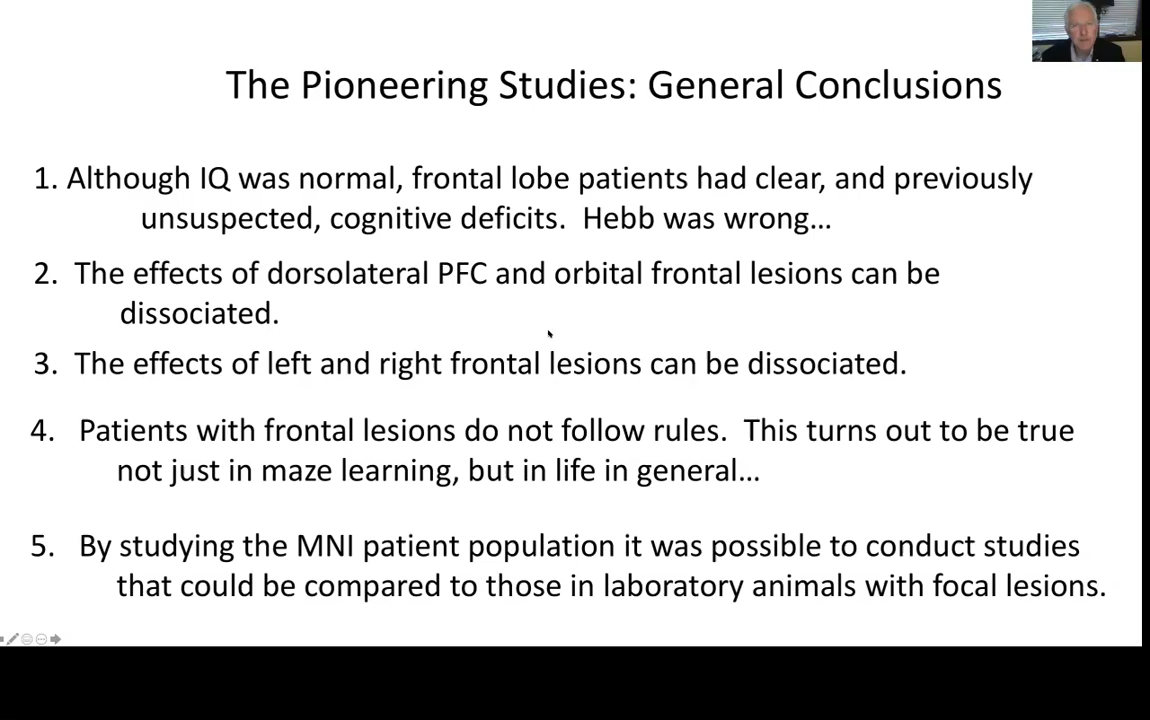 The Pioneering Studies: General Conclusions
1. Although IQ was normal, frontal lobe patients had clear, and previously
unsuspected, cognitive deficits.  Hebb was wrong…
2.  The effects of dorsolateral PFC and orbital frontal lesions can be
dissociated.
3.  The effects of left and right frontal lesions can be dissociated.
4.   Patients with frontal lesions do not follow rules.  This turns out to be true
not just in maze learning, but in life in general…
5.   By studying the MNI patient population it was possible to conduct studies
that could be compared to those in laboratory animals with focal lesions.